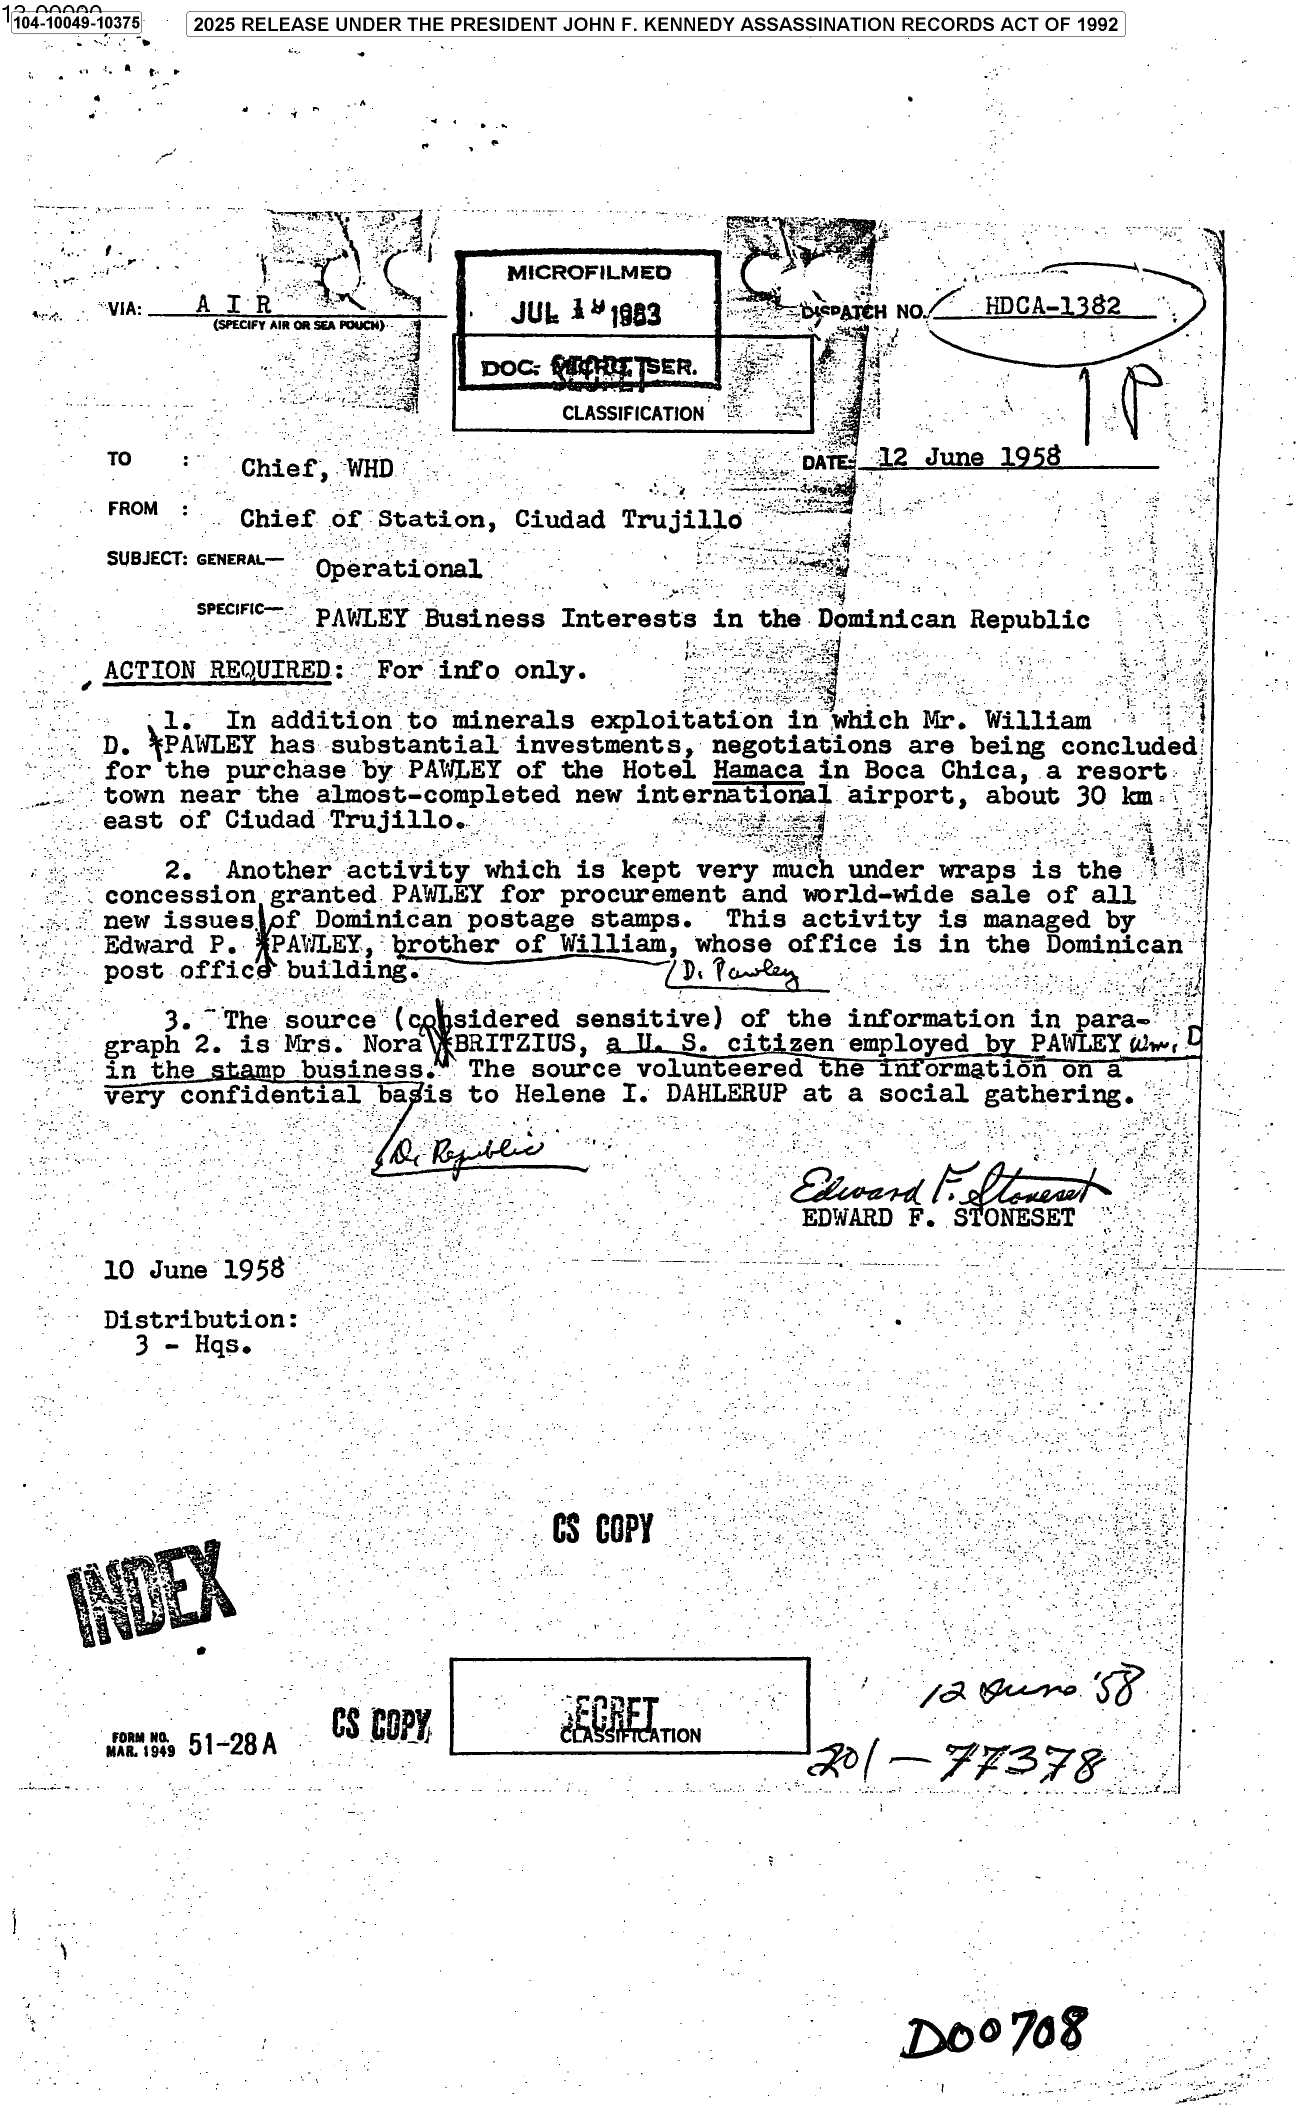 104-10049-10375
2025 RELEASE UNDER THE PRESIDENT JOHN F. KENNEDY ASSASSINATION RECORDS ACT OF 1992
VIA: A I R
(SPECIFY AIR OR SEA POUCH)
MICROFILMED
JUL 1983
DOC. SER.
SECRET
CLASSIFICATION
DISPATCH NO. HDCA-1382
TO : Chief, WHD
DATE: 12 June 1958
FROM : Chief of Station, Ciudad Trujillo
SUBJECT: GENERAL— Operational
SPECIFIC— PAWLEY Business Interests in the Dominican Republic
ACTION REQUIRED: For info only.
1. In addition to minerals exploitation in which Mr. William
D. PAWLEY has substantial investments, negotiations are being concluded
for the purchase by PAWLEY of the Hotel Hamaca in Boca Chica, a resort
town near the almost-completed new international airport, about 30 km
east of Ciudad Trujillo.
2. Another activity which is kept very much under wraps is the
concession granted PAWLEY for procurement and world-wide sale of all
new issues of Dominican postage stamps. This activity is managed by
Edward P. PAWLEY, brother of William, whose office is in the Dominican
post office building.
D. Pawley
3. The source (considered sensitive) of the information in para-
graph 2. is Mrs. Nora BRITZIUS, a U. S. citizen employed by PAWLEY Wm. D
in the stamp business. The source volunteered the information on a
very confidential basis to Helene I. DAHLERUP at a social gathering.
D. Republic
Edward F. Stoneset
EDWARD F. STONESET
10 June 1958
Distribution:
3 - Hqs.
CS COPY
INDEX
FORM NO.
MAR. 1949 51-28A
CS COPY
SECRET
CLASSIFICATION
12 June '58
201-77378
D00708